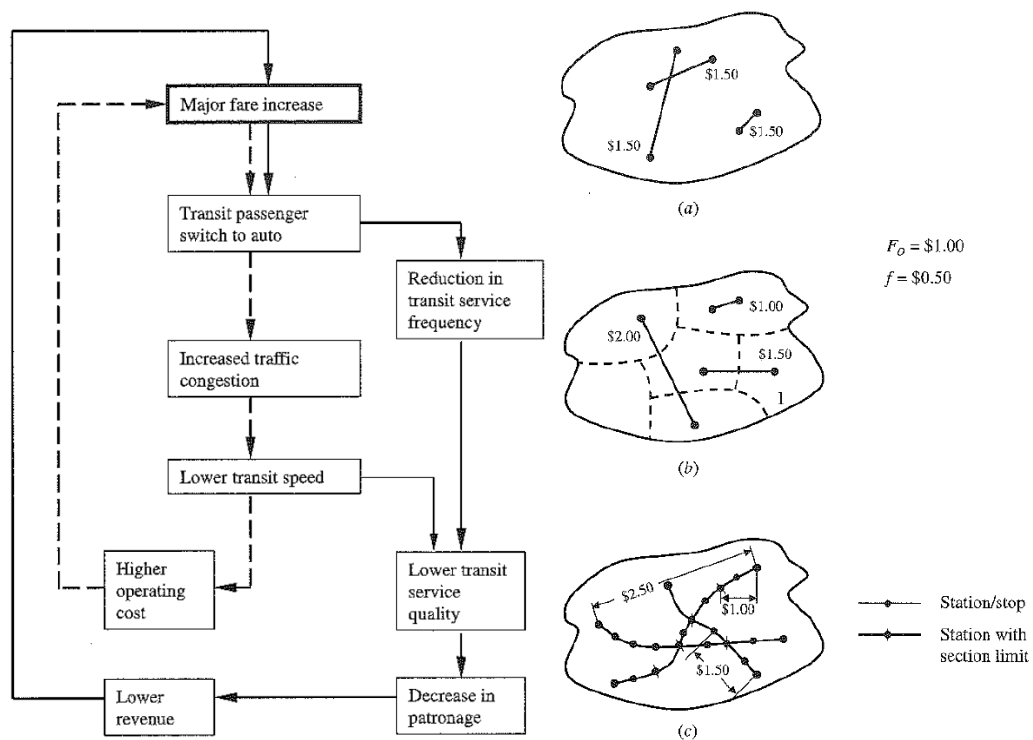 Major fare increase
Transit passenger
switch to auto
Reduction in
transit service
frequency
Increased traffic
congestion
Lower transit speed
Higher
operating
cost
Lower transit
service
quality
Lower
revenue
Decrease in
patronage
$1.50
$1.50
$1.50
(a)
F_O = $1.00
f = $0.50
$1.00
$2.00
$1.50
1
(b)
$2.50
$1.00
$1.50
(c)
Station/stop
Station with
section limit